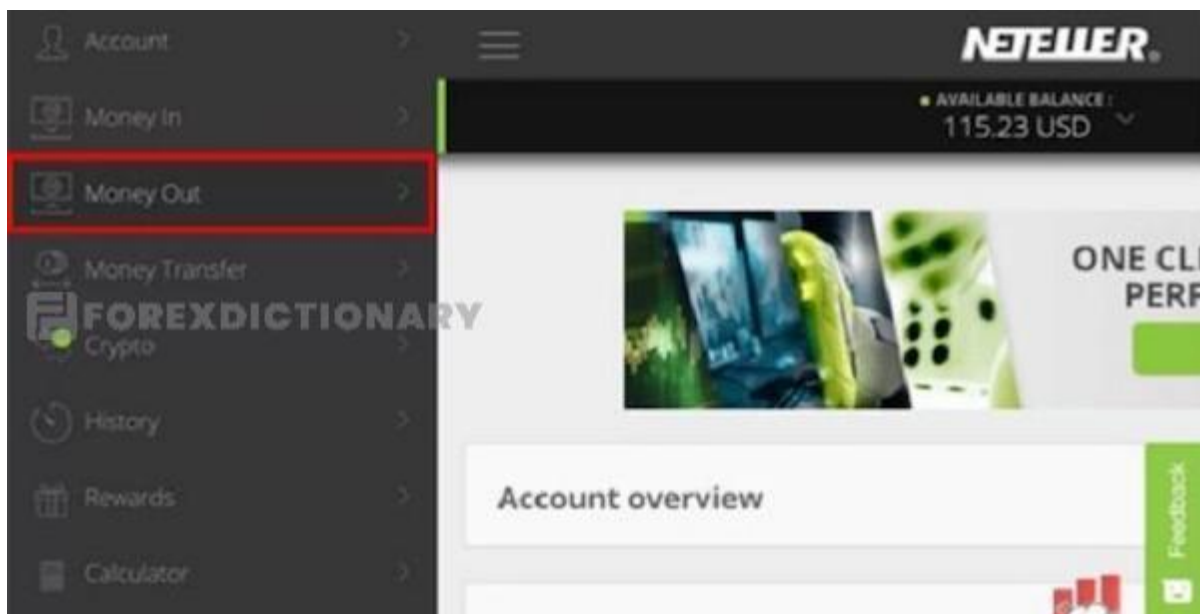 Account
Money In
Money Out
Money Transfer
Crypto
History
Rewards
Calculator
FOREXDICTIONARY
NETELLER
AVAILABLE BALANCE :
115.23 USD
ONE CLI
PERF
Account overview
Feedback